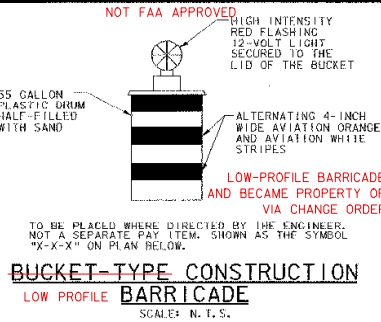 NOT FAA APPROVED
HIGH INTENSITY
RED FLASHING
12-VOLT LIGHT
SECURED TO THE
LID OF THE BUCKET
55 GALLON
PLASTIC DRUM
HALF-FILLED
WITH SAND
ALTERNATING 4-INCH
WIDE AVIATION ORANGE
AND AVIATION WHITE
STRIPES
LOW-PROFILE BARRICADE
AND BECAME PROPERTY OF
VIA CHANGE ORDER
TO BE PLACED WHERE DIRECTED BY THE ENGINEER.
NOT A SEPARATE PAY ITEM. SHOWN AS THE SYMBOL
"X-X-X" ON PLAN BELOW.
BUCKET-TYPE CONSTRUCTION
LOW PROFILE BARRICADE
SCALE: N.T.S.